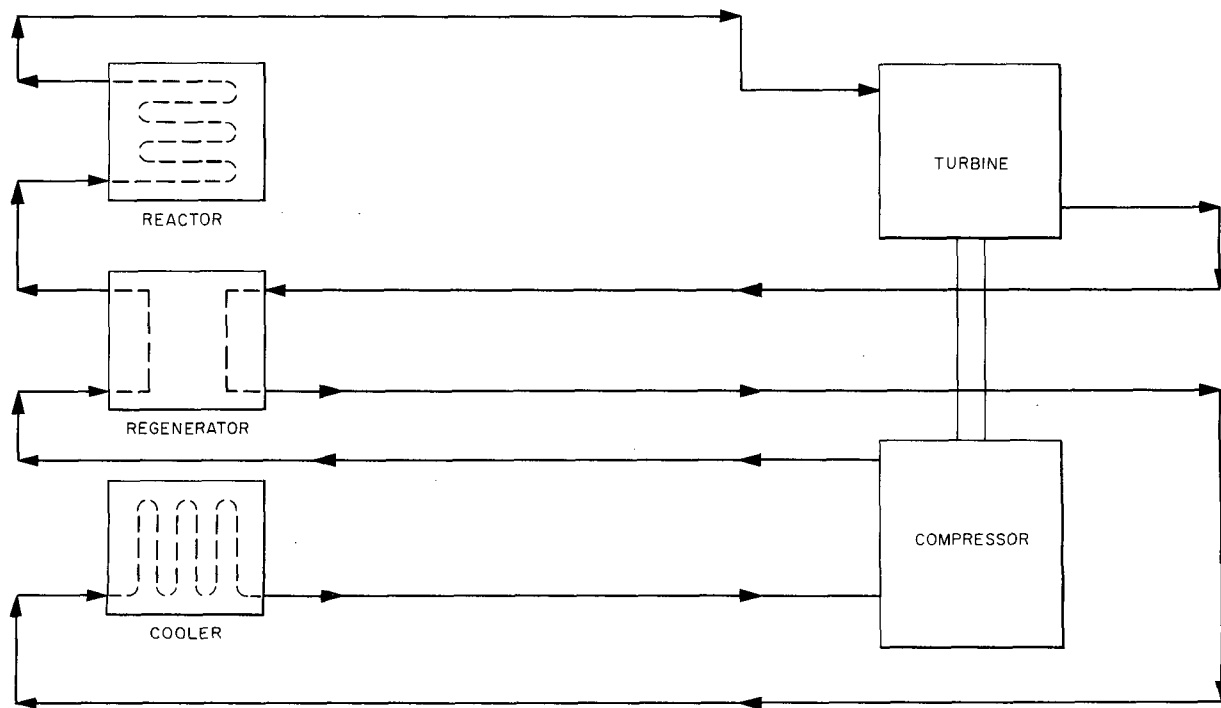 TURBINE
REACTOR
REGENERATOR
COMPRESSOR
COOLER